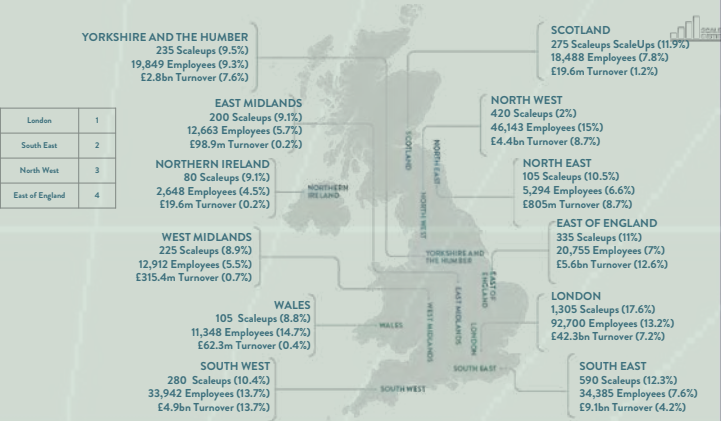 YORKSHIRE AND THE HUMBER
235 Scaleups (9.5%)
19,849 Employees (9.3%)
£2.8bn Turnover (7.6%)
SCOTLAND
275 Scaleups ScaleUps (11.9%)
18,488 Employees (7.8%)
£19.6m Turnover (1.2%)
EAST MIDLANDS
200 Scaleups (9.1%)
12,663 Employees (5.7%)
£98.9m Turnover (0.2%)
NORTH WEST
420 Scaleups (2%)
46,143 Employees (15%)
£4.4bn Turnover (8.7%)
London 1
South East 2
North West 3
East of England 4
NORTHERN IRELAND
80 Scaleups (9.1%)
2,648 Employees (4.5%)
£19.6m Turnover (0.2%)
NORTH EAST
105 Scaleups (10.5%)
5,294 Employees (6.6%)
£805m Turnover (8.7%)
WEST MIDLANDS
225 Scaleups (8.9%)
12,912 Employees (5.5%)
£315.4m Turnover (0.7%)
EAST OF ENGLAND
335 Scaleups (11%)
20,755 Employees (7%)
£5.6bn Turnover (12.6%)
WALES
105 Scaleups (8.8%)
11,348 Employees (14.7%)
£62.3m Turnover (0.4%)
LONDON
1,305 Scaleups (17.6%)
92,700 Employees (13.2%)
£42.3bn Turnover (7.2%)
SOUTH WEST
280 Scaleups (10.4%)
33,942 Employees (13.7%)
£4.9bn Turnover (13.7%)
SOUTH EAST
590 Scaleups (12.3%)
34,385 Employees (7.6%)
£9.1bn Turnover (4.2%)
SCOTLAND
NORTH EAST
NORTHERN
IRELAND
NORTH WEST
YORKSHIRE AND
THE HUMBER
EAST OF
ENGLAND
EAST MIDLANDS
WEST MIDLANDS
WALES
LONDON
SOUTH EAST
SOUTH WEST